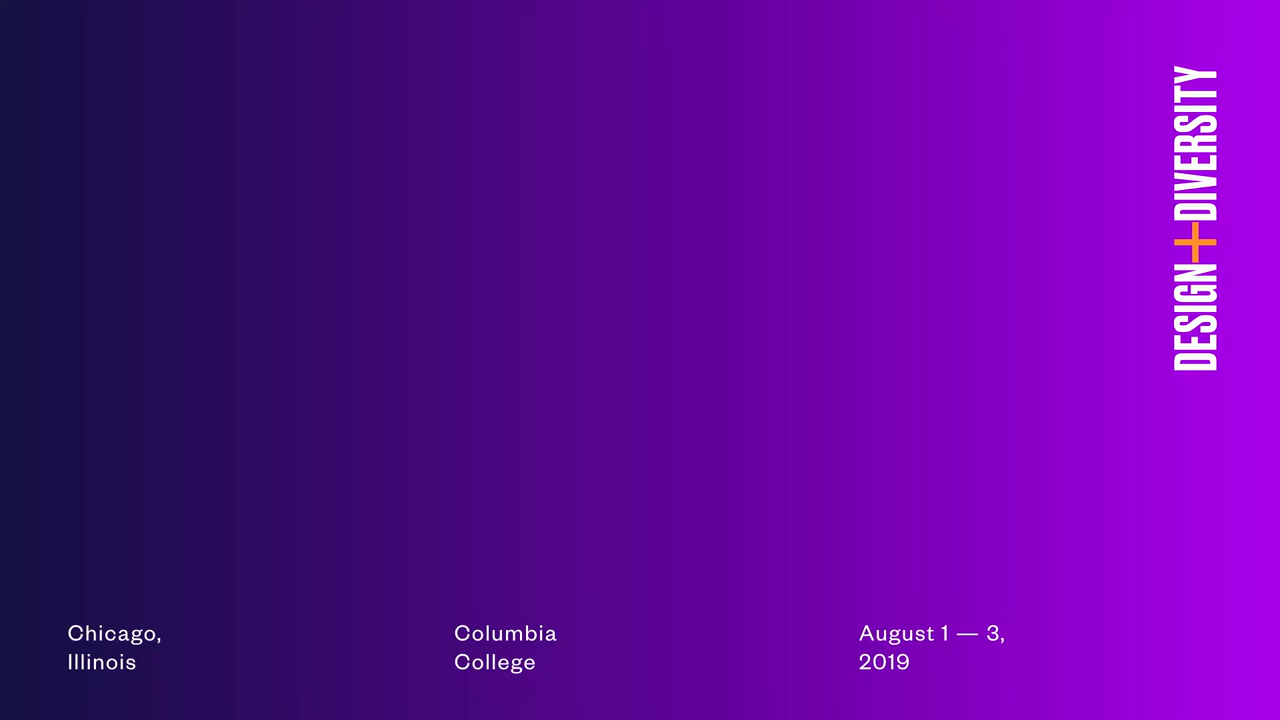 DESIGN+DIVERSITY
Chicago,
Illinois
Columbia
College
August 1 — 3,
2019